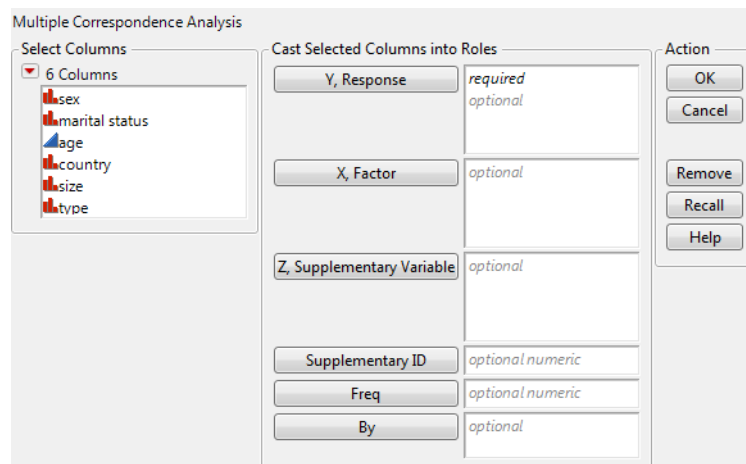 Multiple Correspondence Analysis
Select Columns
6 Columns
sex
marital status
age
country
size
type
Cast Selected Columns into Roles
Y, Response
required
optional
X, Factor
optional
Z, Supplementary Variable
optional
Supplementary ID
optional numeric
Freq
optional numeric
By
optional
Action
OK
Cancel
Remove
Recall
Help